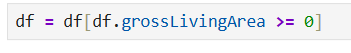 df = df[df.grossLivingArea >= 0]